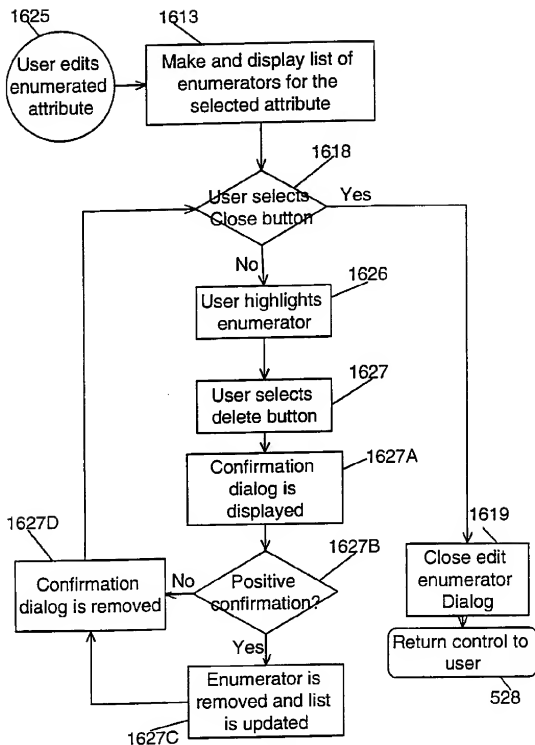 1625
User edits
enumerated
attribute
1613
Make and display list of
enumerators for the
selected attribute
1618
User selects
Close button
Yes
No
1626
User highlights
enumerator
1627
User selects
delete button
1627A
Confirmation
dialog is
displayed
1627B
Positive
confirmation?
No
Yes
1627D
Confirmation
dialog is removed
Enumerator is
removed and list
is updated
1627C
1619
Close edit
enumerator
Dialog
Return control to
user
528